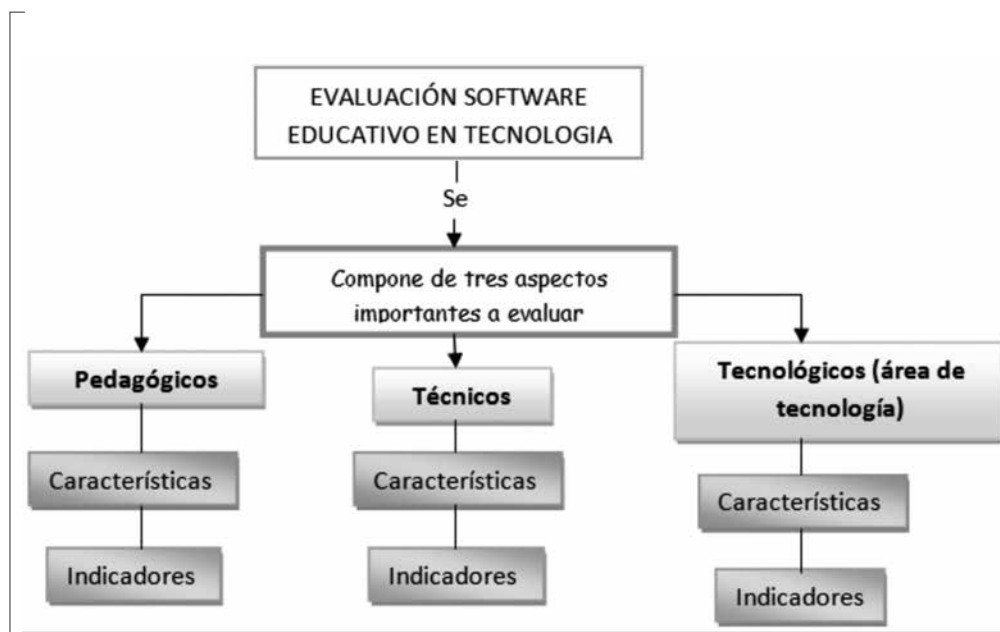 EVALUACIÓN SOFTWARE
EDUCATIVO EN TECNOLOGIA
Se
Compone de tres aspectos
importantes a evaluar
Pedagógicos
Técnicos
Tecnológicos (área de
tecnología)
Características
Características
Características
Indicadores
Indicadores
Indicadores